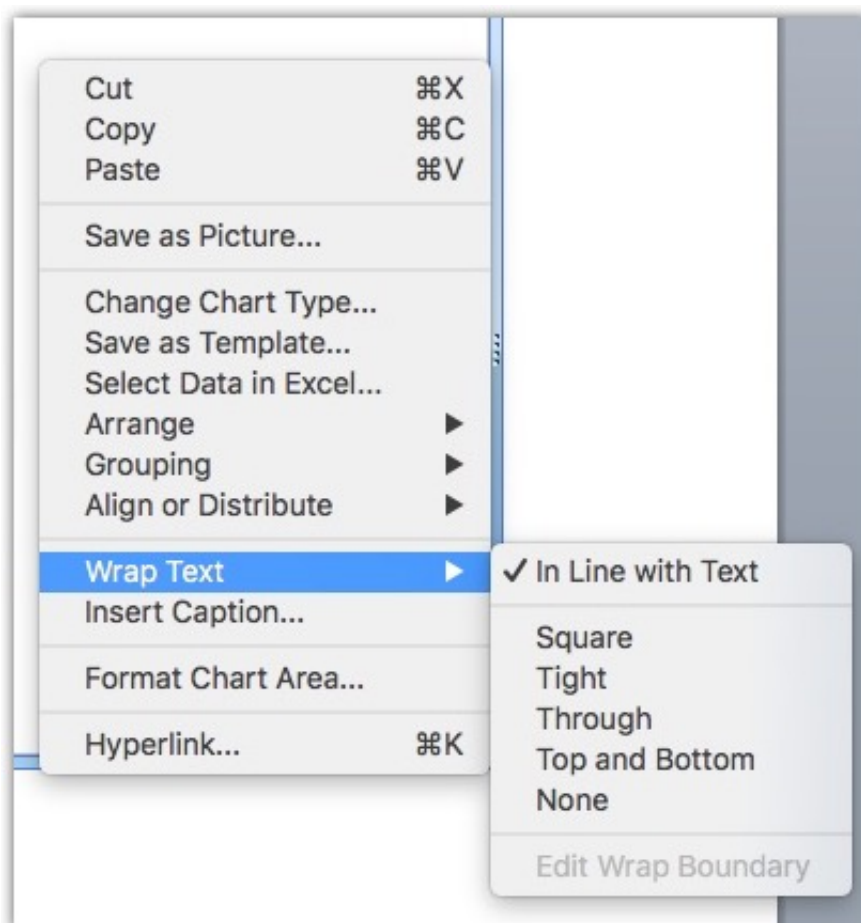 Cut ⌘X
Copy ⌘C
Paste ⌘V
Save as Picture...
Change Chart Type...
Save as Template...
Select Data in Excel...
Arrange ▶
Grouping ▶
Align or Distribute ▶
Wrap Text ▶
Insert Caption...
Format Chart Area...
Hyperlink... ⌘K
✓ In Line with Text
Square
Tight
Through
Top and Bottom
None
Edit Wrap Boundary